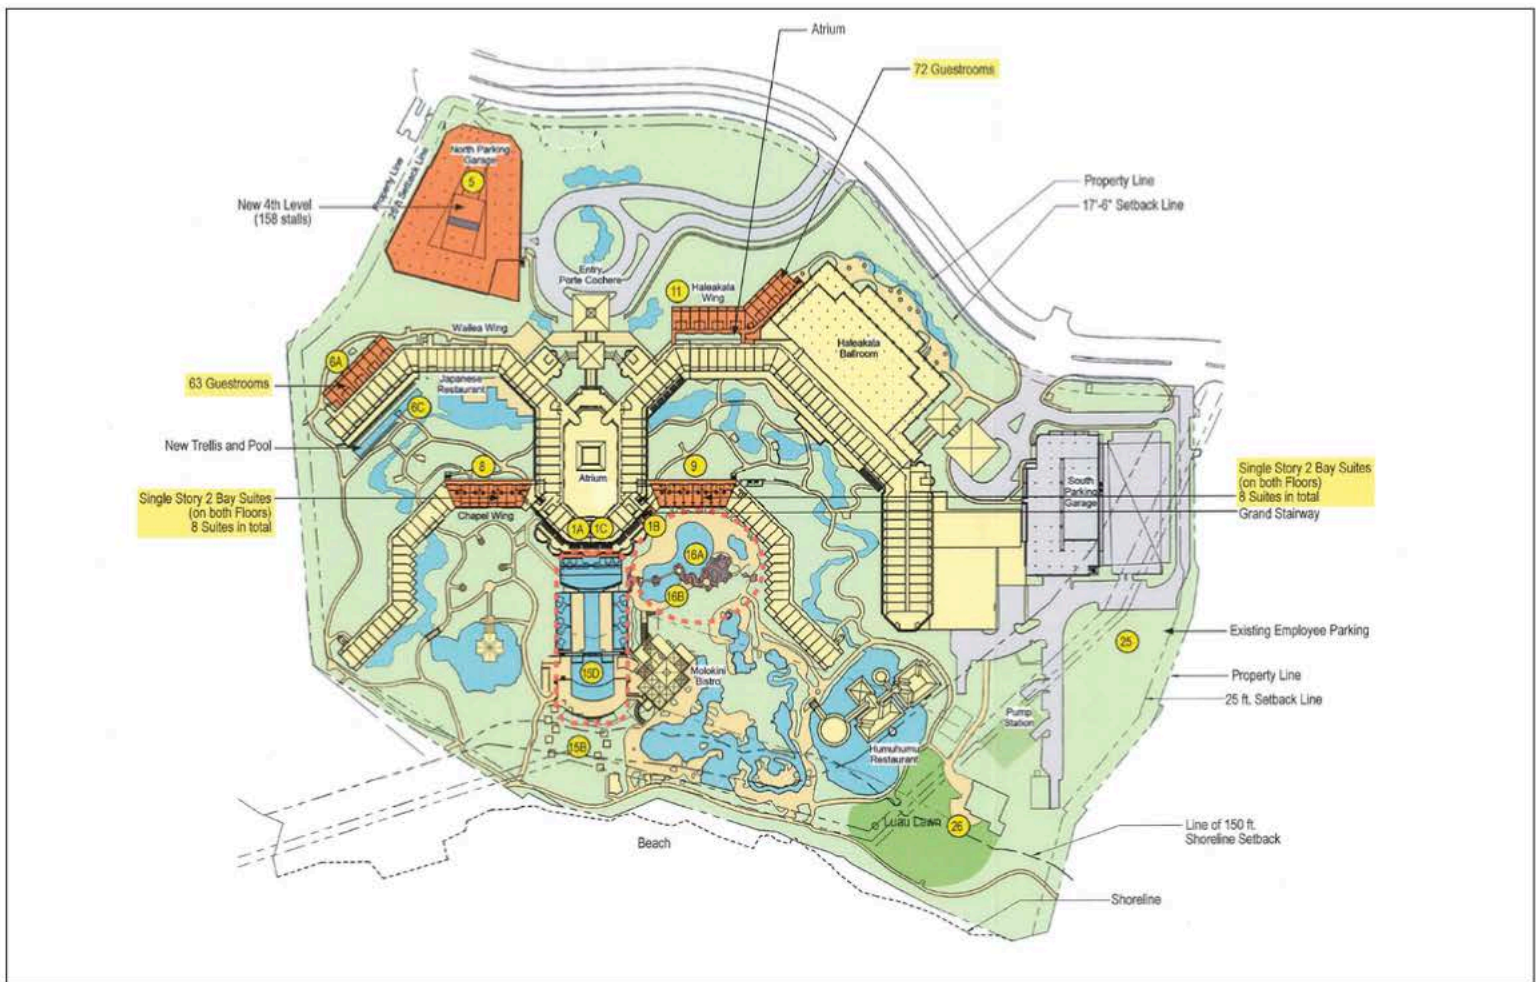 Atrium
72 Guestrooms
North Parking
Garage
5
Property Line
25 ft. Setback Line
New 4th Level
(158 stalls)
Property Line
17'-6" Setback Line
Entry
Porte Cochere
11
Haleakala
Wing
Wailea Wing
Haleakala
Ballroom
6A
63 Guestrooms
Japanese
Restaurant
6C
New Trellis and Pool
8
Atrium
9
Single Story 2 Bay Suites
(on both Floors)
8 Suites in total
Chapel Wing
South
Parking
Garage
Single Story 2 Bay Suites
(on both Floors)
8 Suites in total
Grand Stairway
1A
1C
1B
16A
16B
Existing Employee Parking
25
15D
Molokini
Bistro
Property Line
25 ft. Setback Line
Pump
Station
15B
Humuhumu
Restaurant
Luau Lawn
26
Line of 150 ft.
Shoreline Setback
Beach
Shoreline